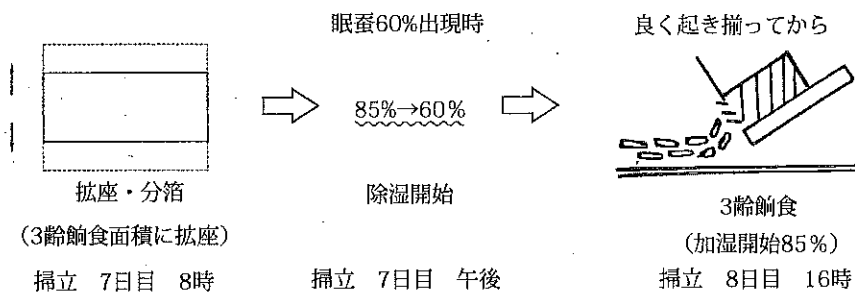 眠蚕60%出現時
良く起き揃ってから
85%→60%
拡座・分箔
除湿開始
3齢餉食
(3齢餉食面積に拡座)
(加湿開始85%)
掃立 7日目 8時
掃立 7日目 午後
掃立 8日目 16時